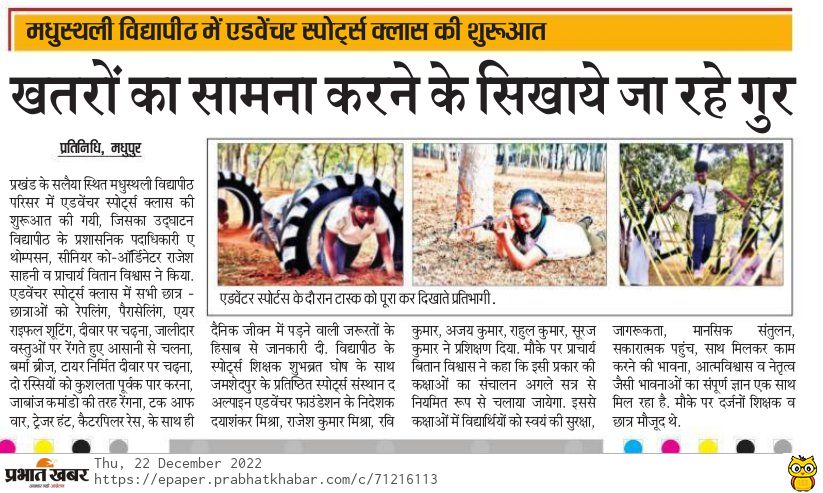 मधुस्थली विद्यापीठ में एडवेंचर स्पोर्ट्स क्लास की शुरूआत
खतरों का सामना करने के सिखाये जा रहे गुर
प्रतिनिधि, मधुपुर
प्रखंड के सलैया स्थित मधुस्थली विद्यापीठ
परिसर में एडवेंचर स्पोर्ट्स क्लास की
शुरूआत की गयी, जिसका उद्घाटन
विद्यापीठ के प्रशासनिक पदाधिकारी ए
थोम्पसन, सीनियर को-ऑर्डिनेटर राजेश
साहनी व प्राचार्य वितान विश्वास ने किया.
एडवेंचर स्पोर्ट्स क्लास में सभी छात्र -
छात्राओं को रेपलिंग, पैरासेलिंग, एयर
राइफल शूटिंग, दीवार पर चढ़ना, जालीदार
वस्तुओं पर रेंगते हुए आसानी से चलना,
बर्मा ब्रीज, टायर निर्मित दीवार पर चढ़ना,
दो रस्सियों को कुशलता पूर्वक पार करना,
जाबांज कमांडो की तरह रेंगना, टक आफ
वार, ट्रेजर हंट, कैटरपिलर रेस, के साथ ही
एडवेंटर स्पोर्टस के दौरान टास्क को पूरा कर दिखाते प्रतिभागी .
दैनिक जीवन में पड़ने वाली जरूरतों के
हिसाब से जानकारी दी. विद्यापीठ के
स्पोर्ट्स शिक्षक शुभब्रत घोष के साथ
जमशेदपुर के प्रतिष्ठित स्पोर्ट्स संस्थान द
अल्पाइन एडवेंचर फाउंडेशन के निदेशक
दयाशंकर मिश्रा, राजेश कुमार मिश्रा, रवि
कुमार, अजय कुमार, राहुल कुमार, सूरज
कुमार ने प्रशिक्षण दिया. मौके पर प्राचार्य
बितान विश्वास ने कहा कि इसी प्रकार की
कक्षाओं का संचालन अगले सत्र से
नियमित रूप से चलाया जायेगा. इससे
कक्षाओं में विद्यार्थियों को स्वयं की सुरक्षा,
जागरूकता, मानसिक संतुलन,
सकारात्मक पहुंच, साथ मिलकर काम
करने की भावना, आत्मविश्वास व नेतृत्व
जैसी भावनाओं का संपूर्ण ज्ञान एक साथ
मिल रहा है. मौके पर दर्जनों शिक्षक व
छात्र मौजूद थे.
प्रभात खबर
अखबार नहीं आंदोलन
Thu, 22 December 2022
https://epaper.prabhatkhabar.com/c/71216113